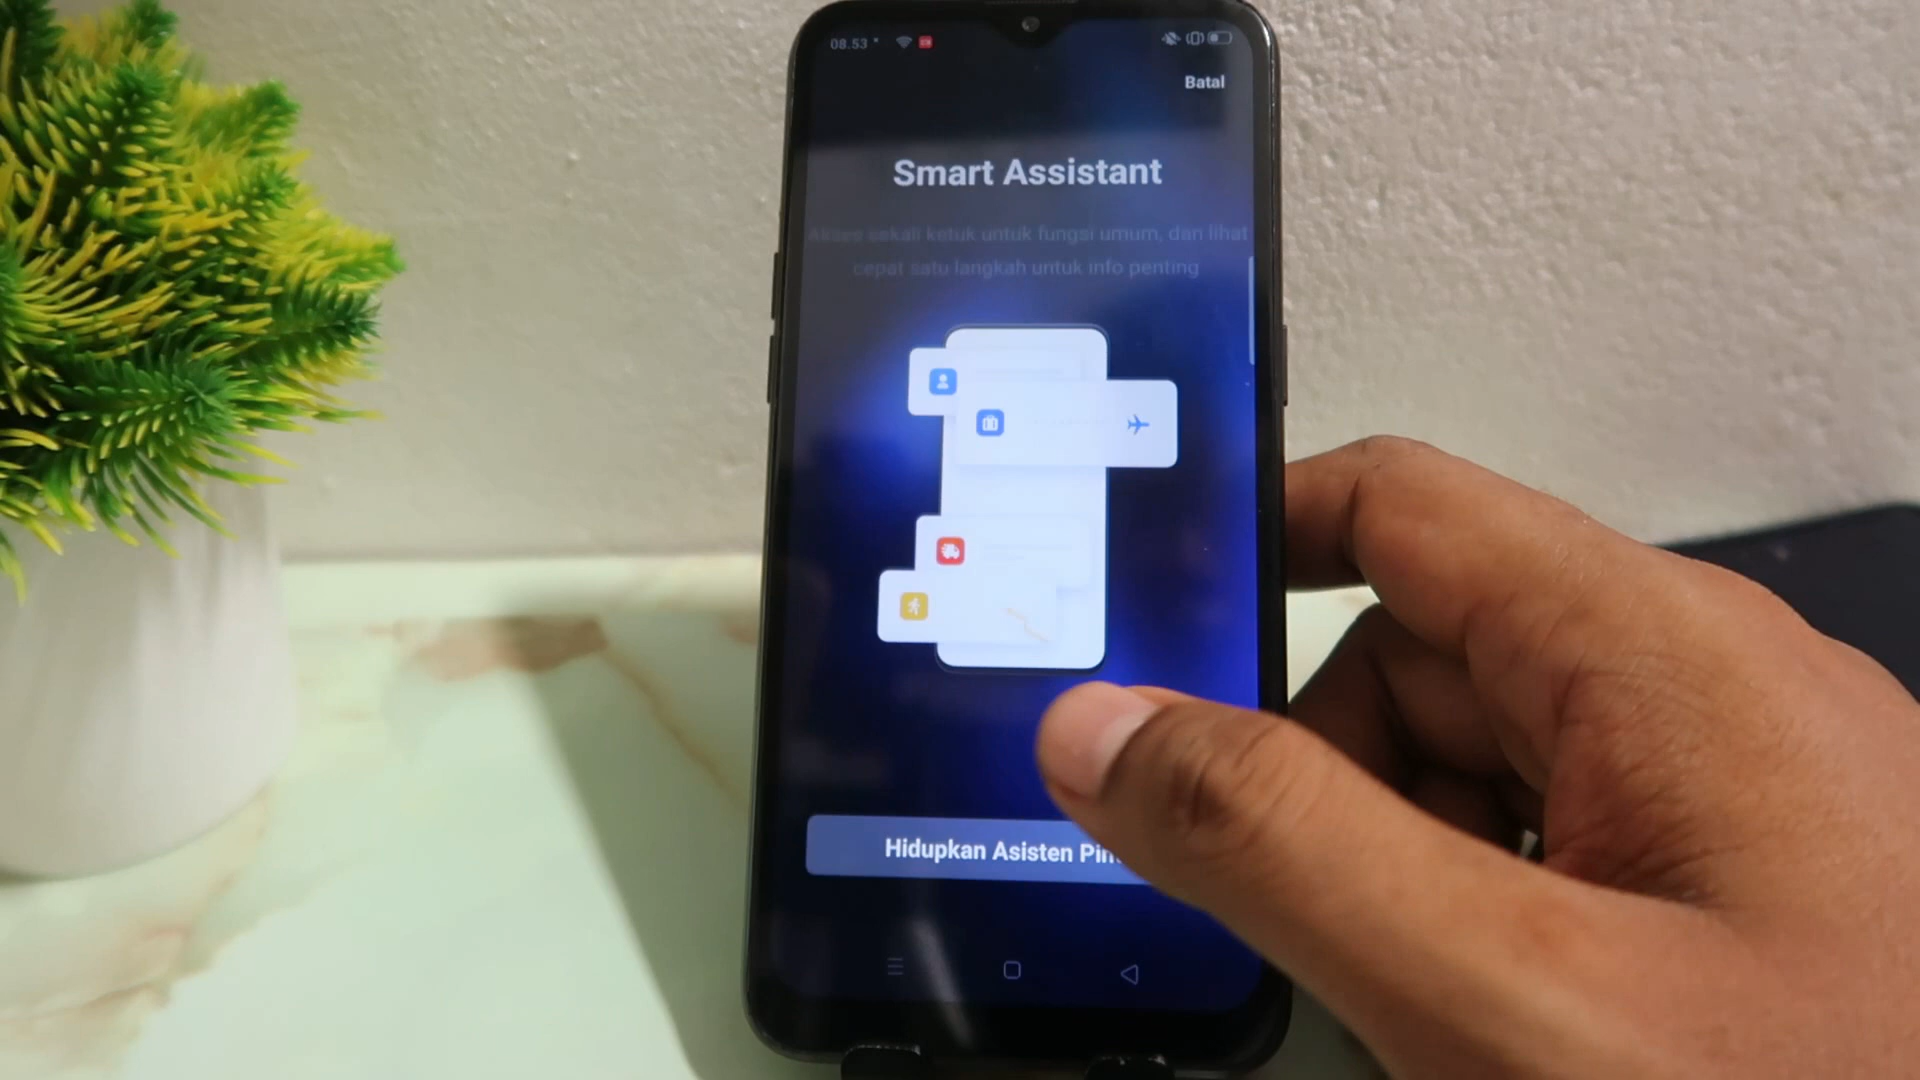 08.53
Batal
Smart Assistant
Akses sekali ketuk untuk fungsi umum, dan lihat
cepat satu langkah untuk info penting
Hidupkan Asisten